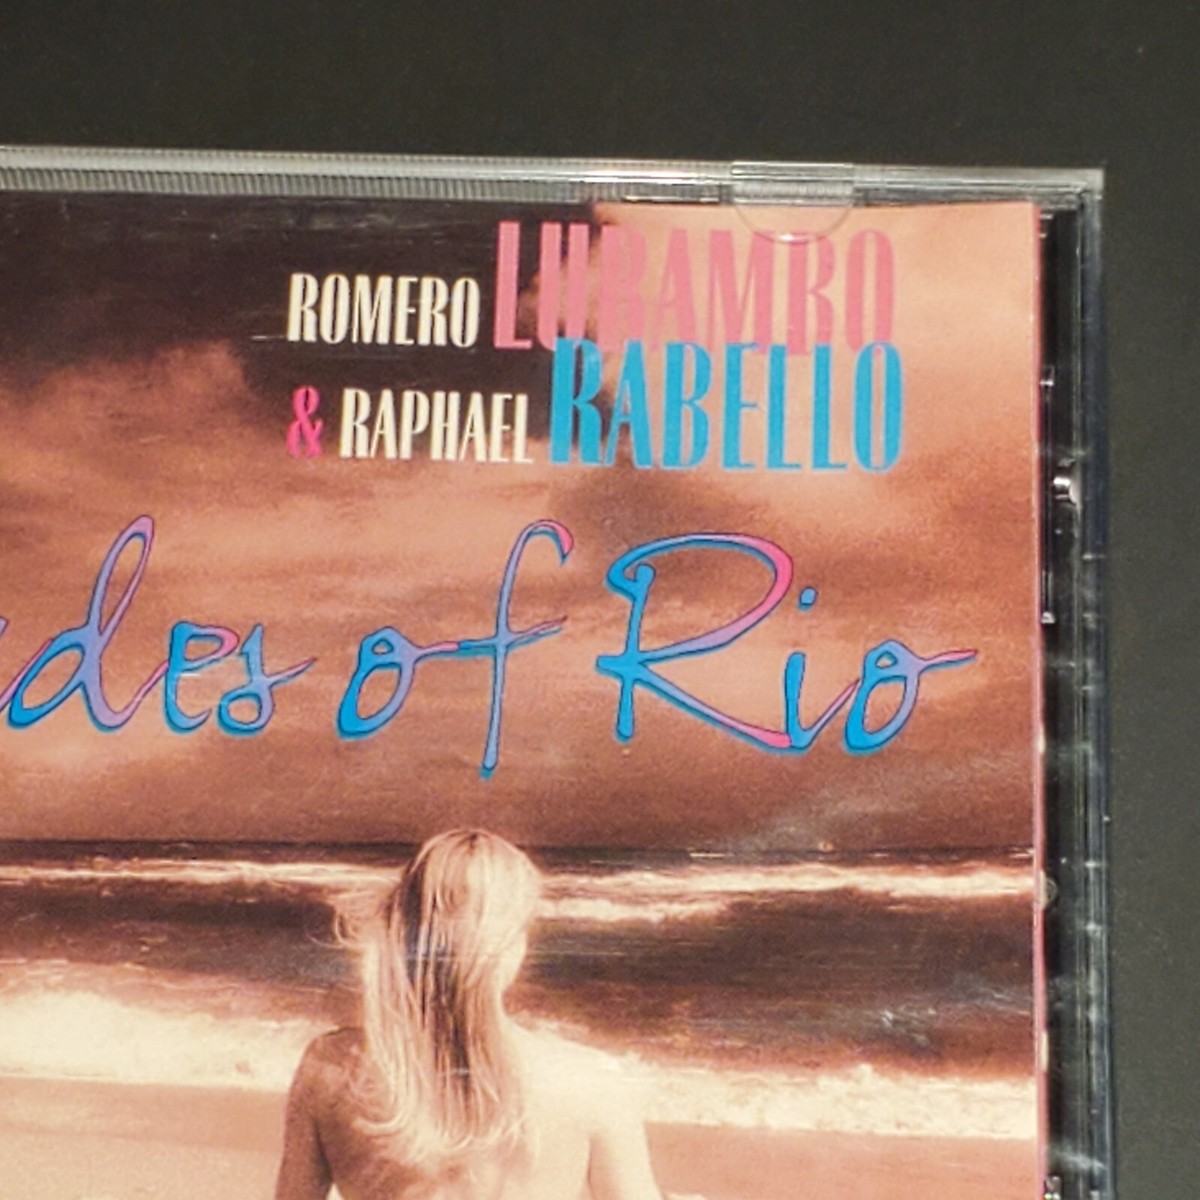 ROMERO LUBAMBO
& RAPHAEL RABELLO
des of Rio